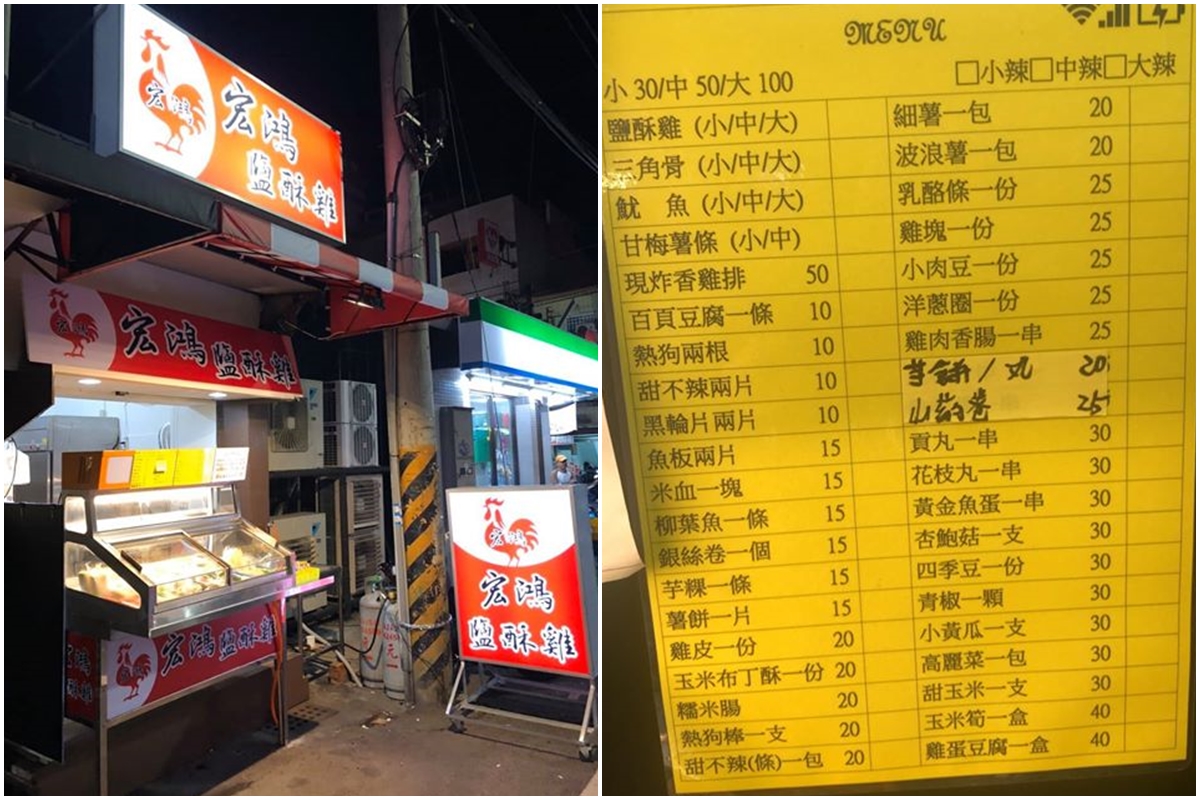 宏鴻
宏鴻
鹽酥雞
宏鴻鹽酥雞
宏鴻
宏鴻
鹽酥雞
宏鴻鹽酥雞
MENU
小 30/中 50/大 100
□小辣□中辣□大辣
鹽酥雞 (小/中/大)
三角骨 (小/中/大)
魷 魚 (小/中/大)
甘梅薯條 (小/中)
現炸香雞排 50
百頁豆腐一條 10
熱狗兩根 10
甜不辣兩片 10
黑輪片兩片 10
魚板兩片 15
米血一塊 15
柳葉魚一條 15
銀絲卷一個 15
芋粿一條 15
薯餅一片 15
雞皮一份 20
玉米布丁酥一份 20
糯米腸 20
熱狗棒一支 20
甜不辣(條)一包 20
細薯一包 20
波浪薯一包 20
乳酪條一份 25
雞塊一份 25
小肉豆一份 25
洋蔥圈一份 25
雞肉香腸一串 25
芋餅/丸 20
山藥卷 25
貢丸一串 30
花枝丸一串 30
黃金魚蛋一串 30
杏鮑菇一支 30
四季豆一份 30
青椒一顆 30
小黃瓜一支 30
高麗菜一包 30
甜玉米一支 30
玉米筍一盒 40
雞蛋豆腐一盒 40